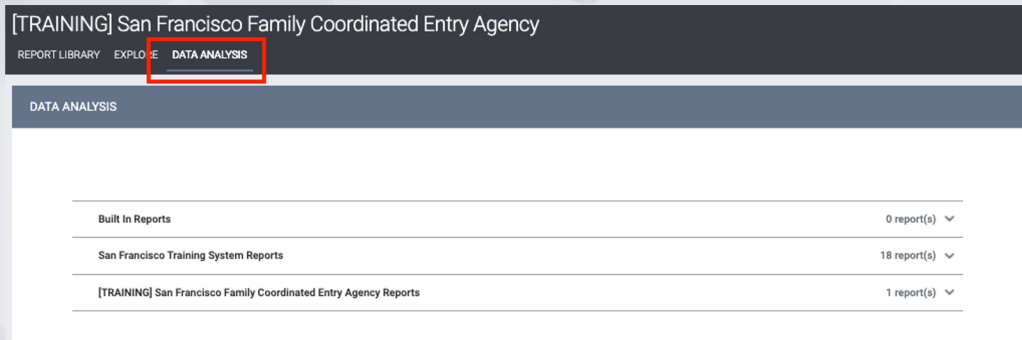 [TRAINING] San Francisco Family Coordinated Entry Agency
REPORT LIBRARY EXPLORE DATA ANALYSIS
DATA ANALYSIS
Built In Reports 0 report(s)
San Francisco Training System Reports 18 report(s)
[TRAINING] San Francisco Family Coordinated Entry Agency Reports 1 report(s)